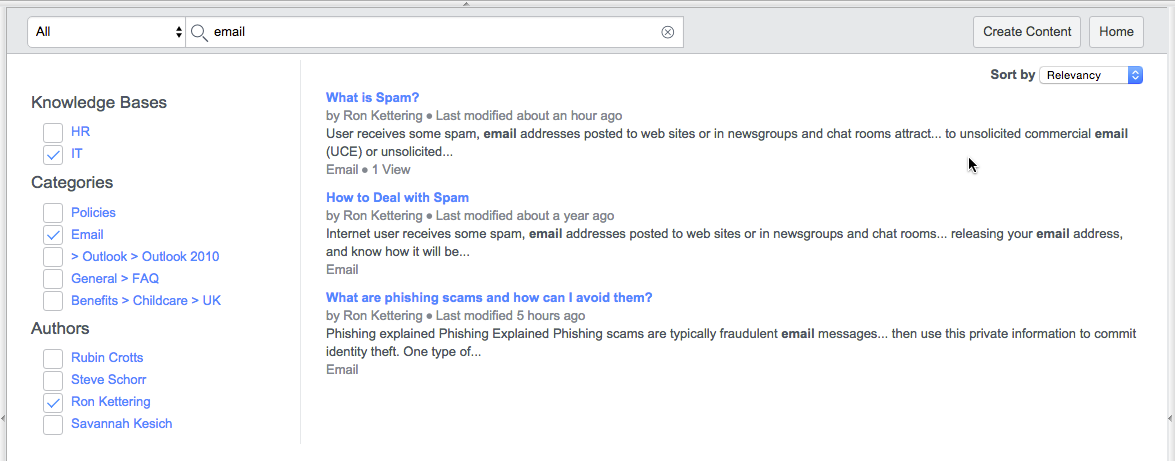 All
email
Create Content
Home
Sort by Relevancy
Knowledge Bases
HR
IT
Categories
Policies
Email
> Outlook > Outlook 2010
General > FAQ
Benefits > Childcare > UK
Authors
Rubin Crotts
Steve Schorr
Ron Kettering
Savannah Kesich
What is Spam?
by Ron Kettering ● Last modified about an hour ago
User receives some spam, email addresses posted to web sites or in newsgroups and chat rooms attract... to unsolicited commercial email
(UCE) or unsolicited...
Email ● 1 View
How to Deal with Spam
by Ron Kettering ● Last modified about a year ago
Internet user receives some spam, email addresses posted to web sites or in newsgroups and chat rooms... releasing your email address,
and know how it will be...
Email
What are phishing scams and how can I avoid them?
by Ron Kettering ● Last modified 5 hours ago
Phishing explained Phishing Explained Phishing scams are typically fraudulent email messages... then use this private information to commit
identity theft. One type of...
Email